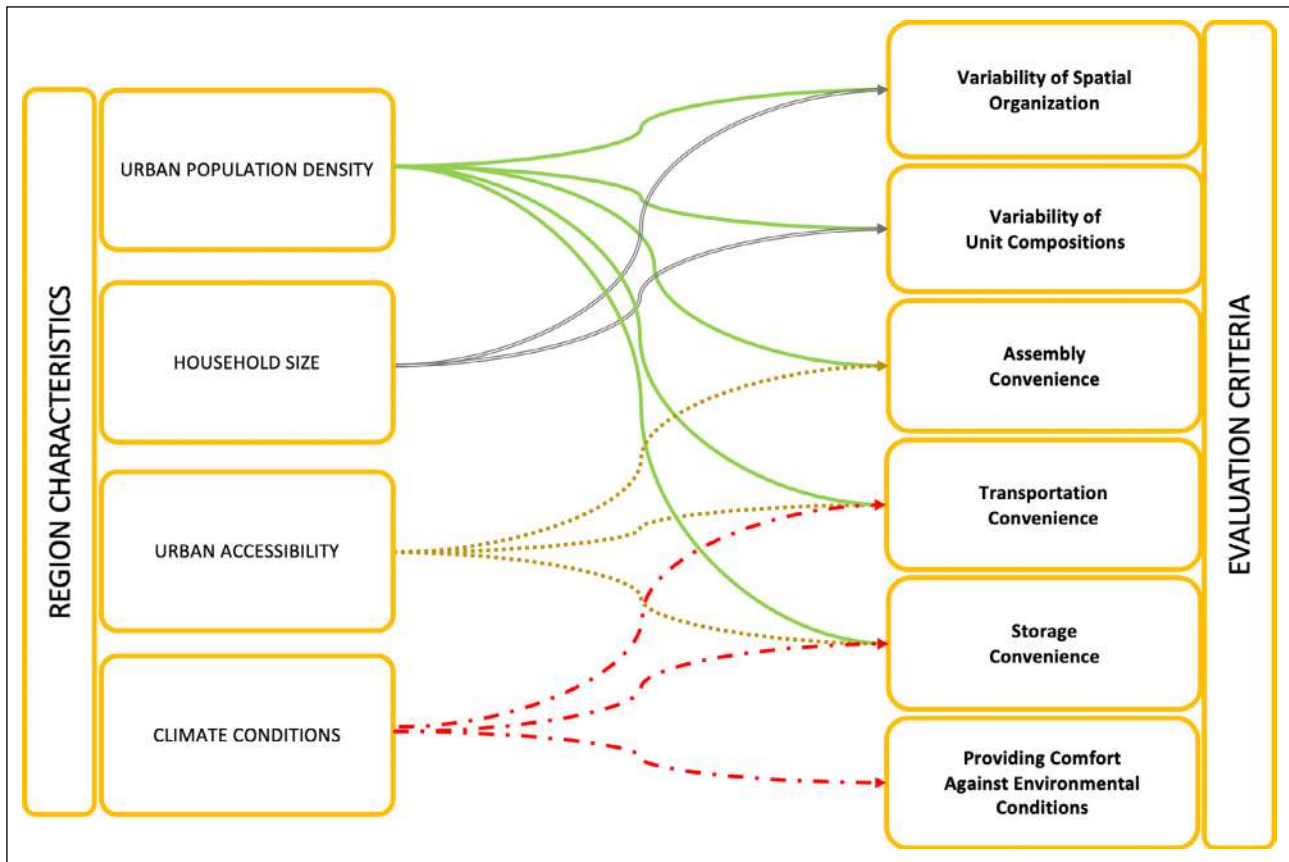 REGION CHARACTERISTICS
URBAN POPULATION DENSITY
HOUSEHOLD SIZE
URBAN ACCESSIBILITY
CLIMATE CONDITIONS
Variability of Spatial
Organization
Variability of
Unit Compositions
Assembly
Convenience
Transportation
Convenience
Storage
Convenience
Providing Comfort
Against Environmental
Conditions
EVALUATION CRITERIA